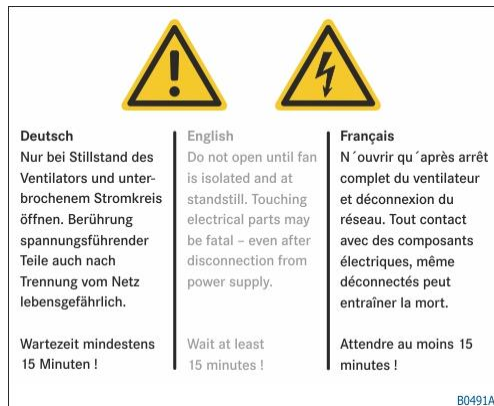 Deutsch
Nur bei Stillstand des
Ventilators und unter-
brochenem Stromkreis
öffnen. Berührung
spannungsführender
Teile auch nach
Trennung vom Netz
lebensgefährlich.
Wartezeit mindestens
15 Minuten !
English
Do not open until fan
is isolated and at
standstill. Touching
electrical parts may
be fatal – even after
disconnection from
power supply.
Wait at least
15 minutes !
Français
N´ouvrir qu´après arrêt
complet du ventilateur
et déconnexion du
réseau. Tout contact
avec des composants
électriques, même
déconnectés peut
entraîner la mort.
Attendre au moins 15
minutes !
B0491A